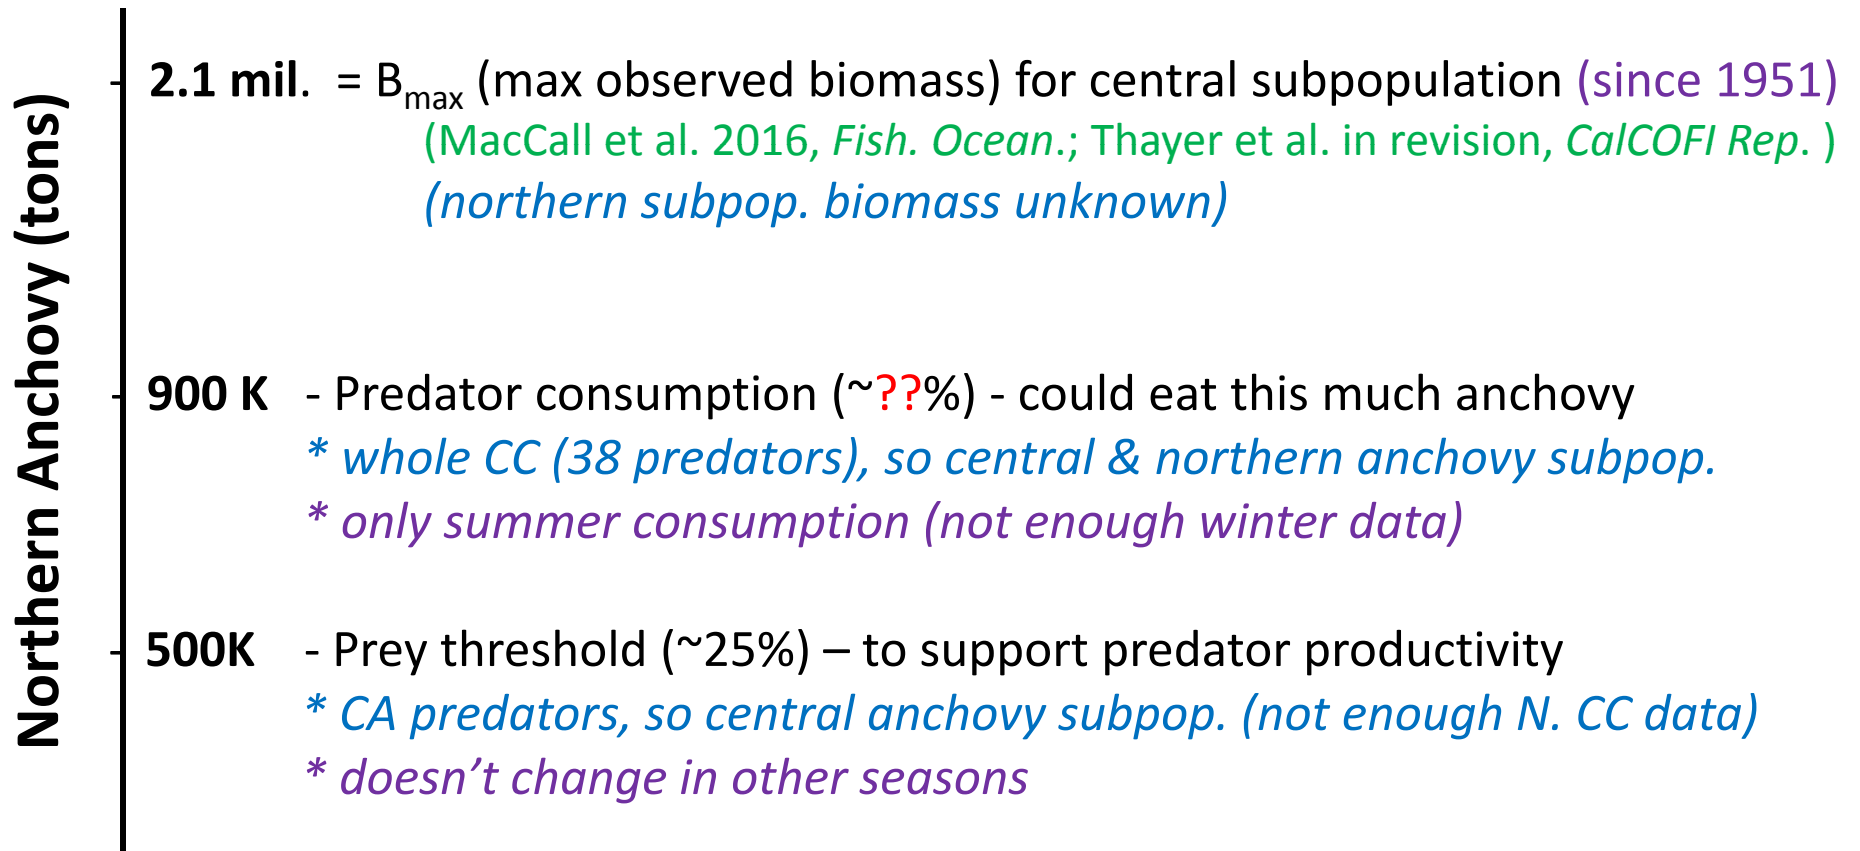 Northern Anchovy (tons)
2.1 mil. = Bmax (max observed biomass) for central subpopulation (since 1951)
(MacCall et al. 2016, Fish. Ocean.; Thayer et al. in revision, CalCOFI Rep. )
(northern subpop. biomass unknown)
900 K - Predator consumption (~??%) - could eat this much anchovy
* whole CC (38 predators), so central & northern anchovy subpop.
* only summer consumption (not enough winter data)
500K - Prey threshold (~25%) – to support predator productivity
* CA predators, so central anchovy subpop. (not enough N. CC data)
* doesn’t change in other seasons